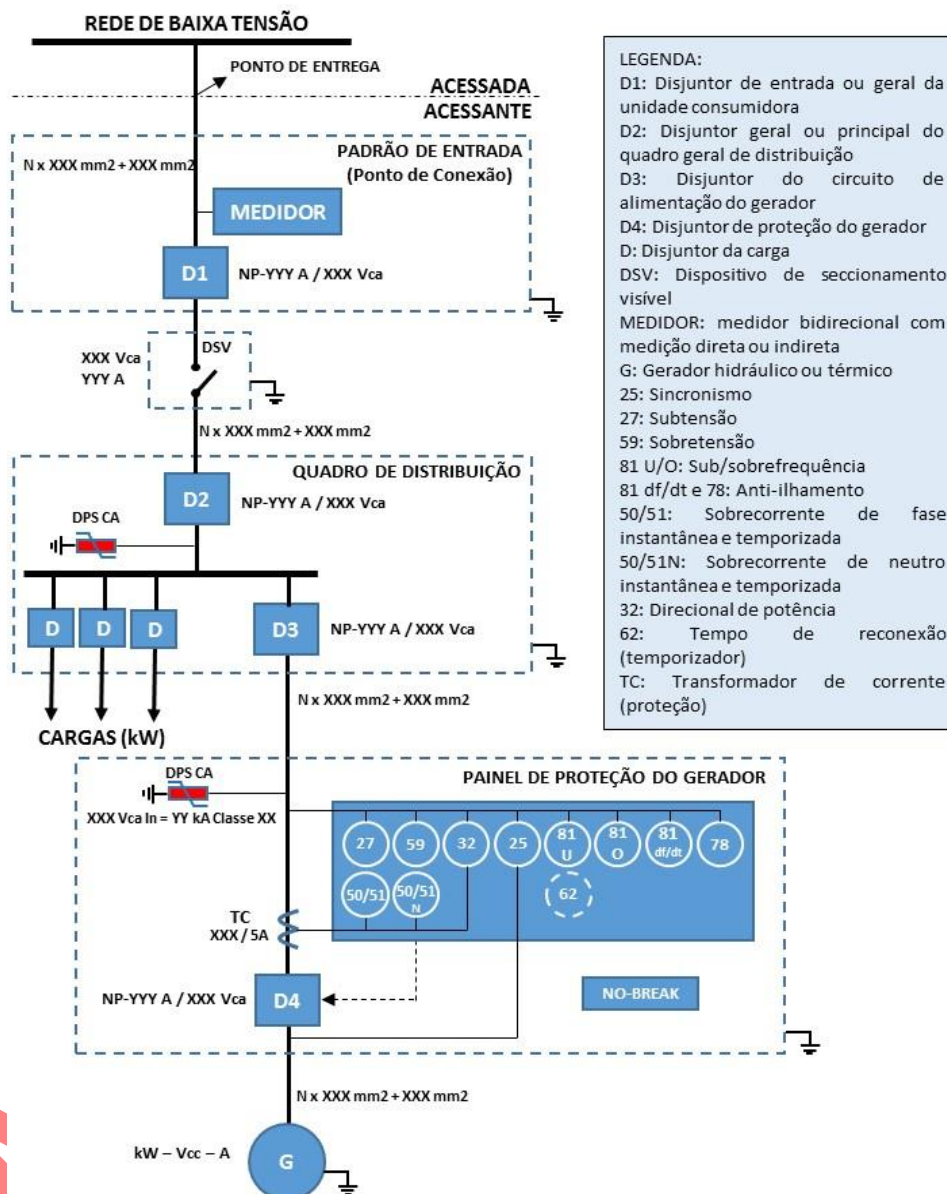 REDE DE BAIXA TENSÃO
PONTO DE ENTREGA
ACESSADA
ACESSANTE
PADRÃO DE ENTRADA
(Ponto de Conexão)
N x XXX mm2 + XXX mm2
MEDIDOR
D1
NP-YYY A / XXX Vca
DSV
XXX Vca
YYY A
N x XXX mm2 + XXX mm2
QUADRO DE DISTRIBUIÇÃO
D2
NP-YYY A / XXX Vca
DPS CA
D
D
D
D3
NP-YYY A / XXX Vca
N x XXX mm2 + XXX mm2
CARGAS (kW)
PAINEL DE PROTEÇÃO DO GERADOR
DPS CA
XXX Vca In = YY kA Classe XX
27
59
32
25
81
U
81
O
81
df/dt
78
50/51
50/51
N
62
TC
XXX / 5A
D4
NP-YYY A / XXX Vca
NO-BREAK
N x XXX mm2 + XXX mm2
kW – Vcc – A
G
LEGENDA:
D1: Disjuntor de entrada ou geral da
unidade consumidora
D2: Disjuntor geral ou principal do
quadro geral de distribuição
D3: Disjuntor do circuito de
alimentação do gerador
D4: Disjuntor de proteção do gerador
D: Disjuntor da carga
DSV: Dispositivo de seccionamento
visível
MEDIDOR: medidor bidirecional com
medição direta ou indireta
G: Gerador hidráulico ou térmico
25: Sincronismo
27: Subtensão
59: Sobretensão
81 U/O: Sub/sobrefrequência
81 df/dt e 78: Anti-ilhamento
50/51: Sobrecorrente de fase
instantânea e temporizada
50/51N: Sobrecorrente de neutro
instantânea e temporizada
32: Direcional de potência
62: Tempo de reconexão
(temporizador)
TC: Transformador de corrente
(proteção)